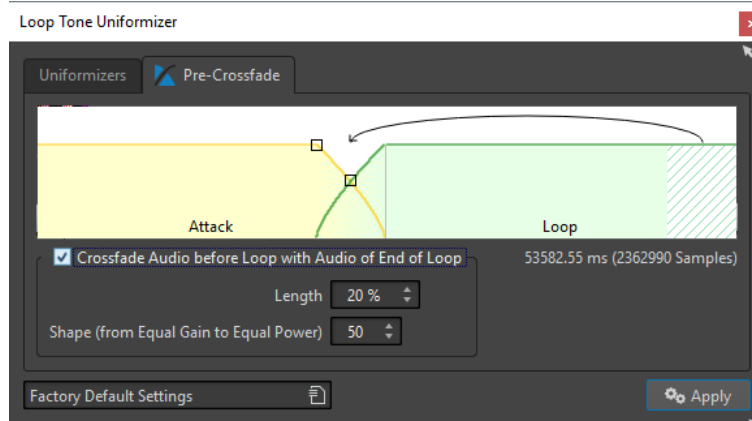 Loop Tone Uniformizer
Uniformizers
Pre-Crossfade
Attack
Loop
Crossfade Audio before Loop with Audio of End of Loop
53582.55 ms (2362990 Samples)
Length 20 %
Shape (from Equal Gain to Equal Power) 50
Factory Default Settings
Apply